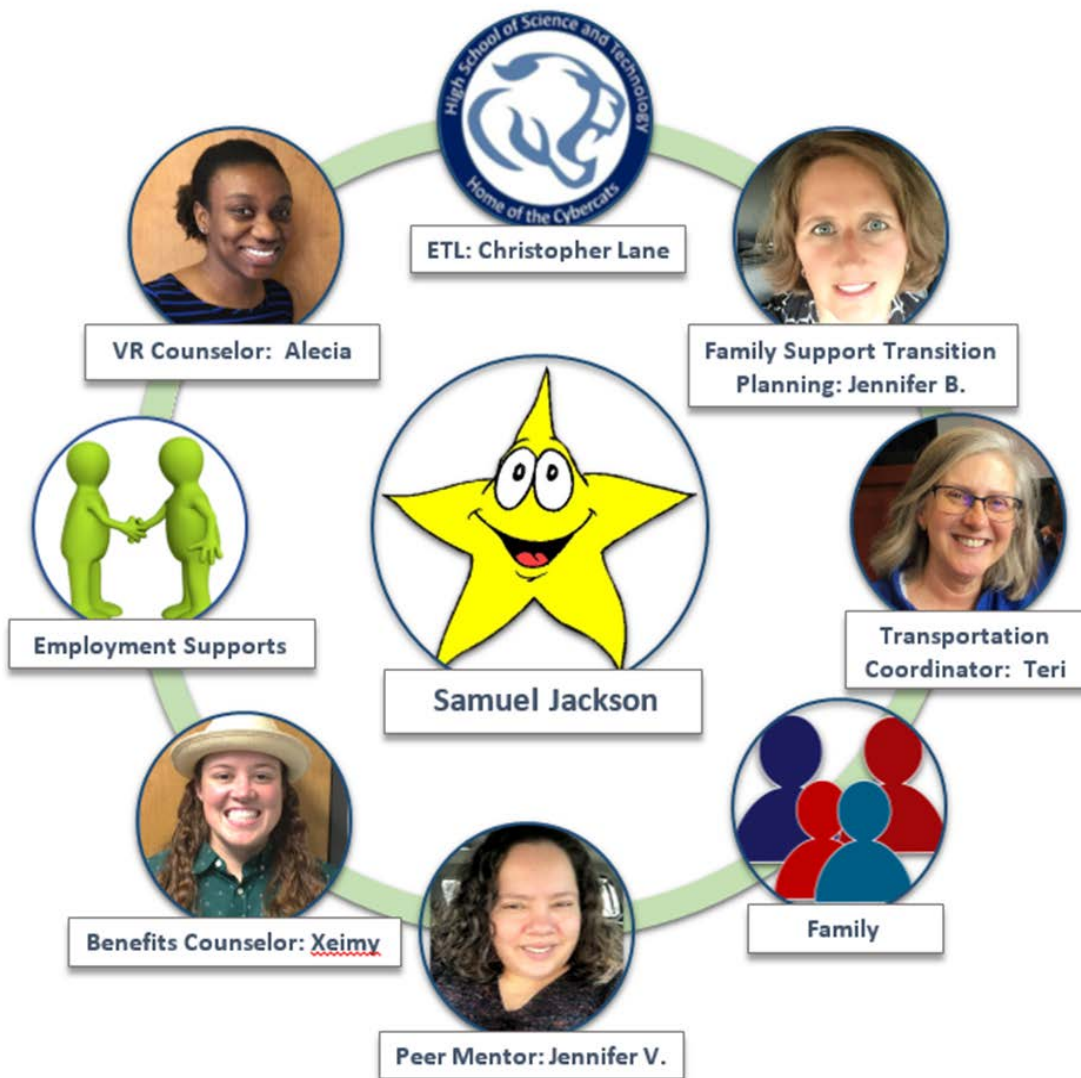 High School of Science and Technology
Home of the Cybercats
ETL: Christopher Lane
VR Counselor: Alecia
Family Support Transition
Planning: Jennifer B.
Employment Supports
Samuel Jackson
Transportation
Coordinator: Teri
Benefits Counselor: Xeimy
Family
Peer Mentor: Jennifer V.